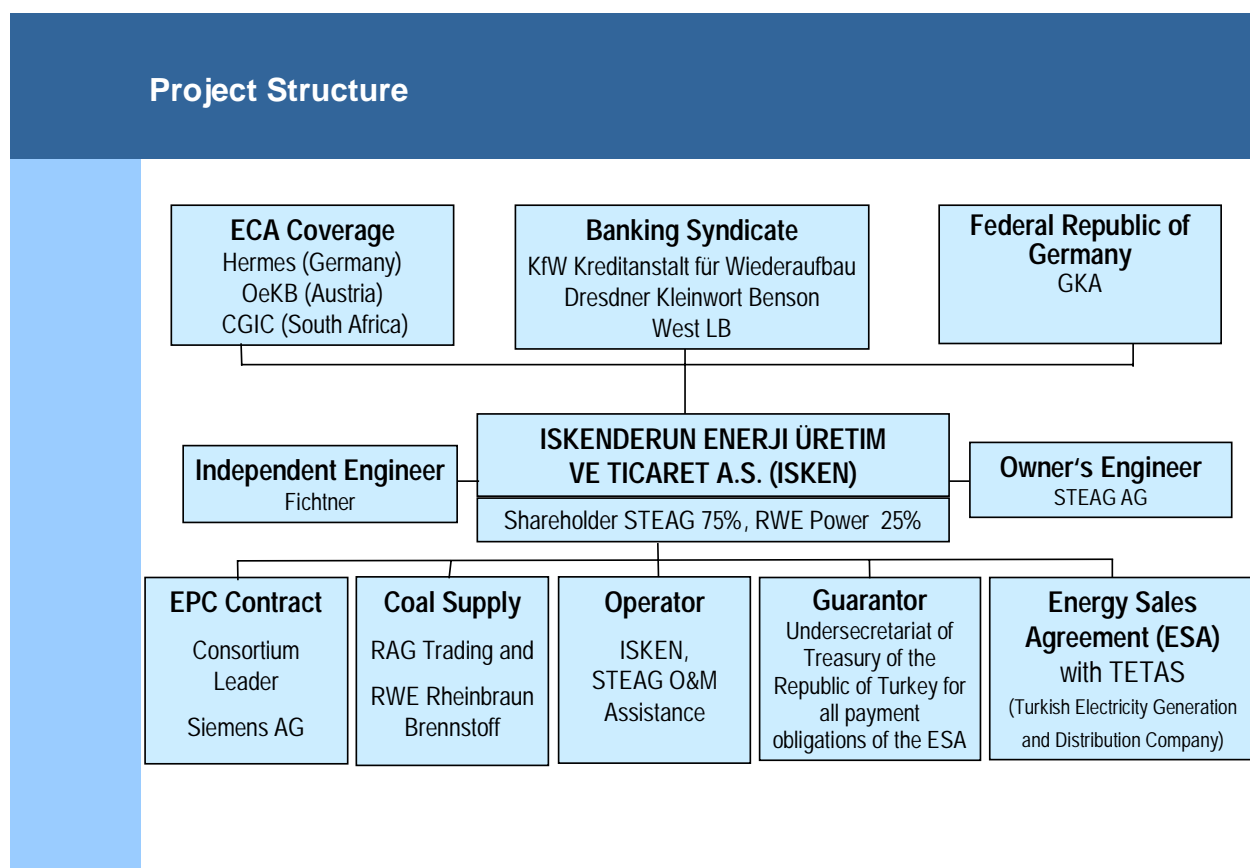 Project Structure
ECA Coverage
Hermes (Germany)
OeKB (Austria)
CGIC (South Africa)
Banking Syndicate
KfW Kreditanstalt für Wiederaufbau
Dresdner Kleinwort Benson
West LB
Federal Republic of
Germany
GKA
Independent Engineer
Fichtner
ISKENDERUN ENERJI ÜRETIM
VE TICARET A.S. (ISKEN)
Shareholder STEAG 75%, RWE Power 25%
Owner‘s Engineer
STEAG AG
EPC Contract
Consortium
Leader
Siemens AG
Coal Supply
RAG Trading and
RWE Rheinbraun
Brennstoff
Operator
ISKEN,
STEAG O&M
Assistance
Guarantor
Undersecretariat of
Treasury of the
Republic of Turkey for
all payment
obligations of the ESA
Energy Sales
Agreement (ESA)
with TETAS
(Turkish Electricity Generation
and Distribution Company)